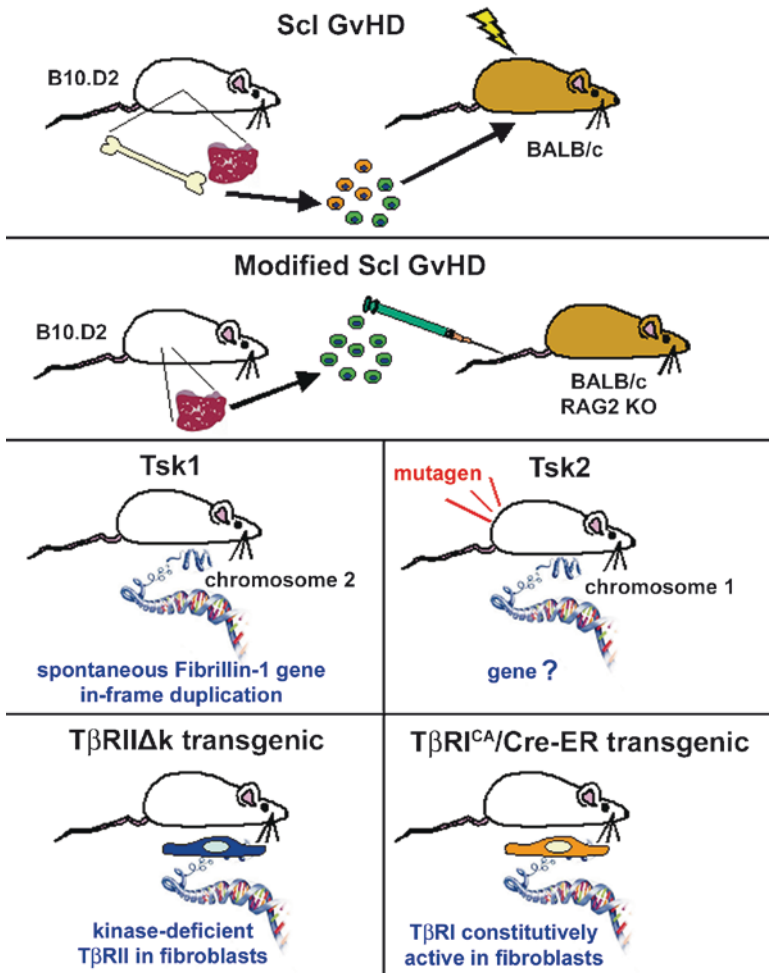 Scl GvHD
B10.D2
BALB/c
Modified Scl GvHD
B10.D2
BALB/c
RAG2 KO
Tsk1
chromosome 2
spontaneous Fibrillin-1 gene
in-frame duplication
Tsk2
mutagen
chromosome 1
gene ?
TβRIIΔk transgenic
kinase-deficient
TβRII in fibroblasts
TβRI^CA/Cre-ER transgenic
TβRI constitutively
active in fibroblasts